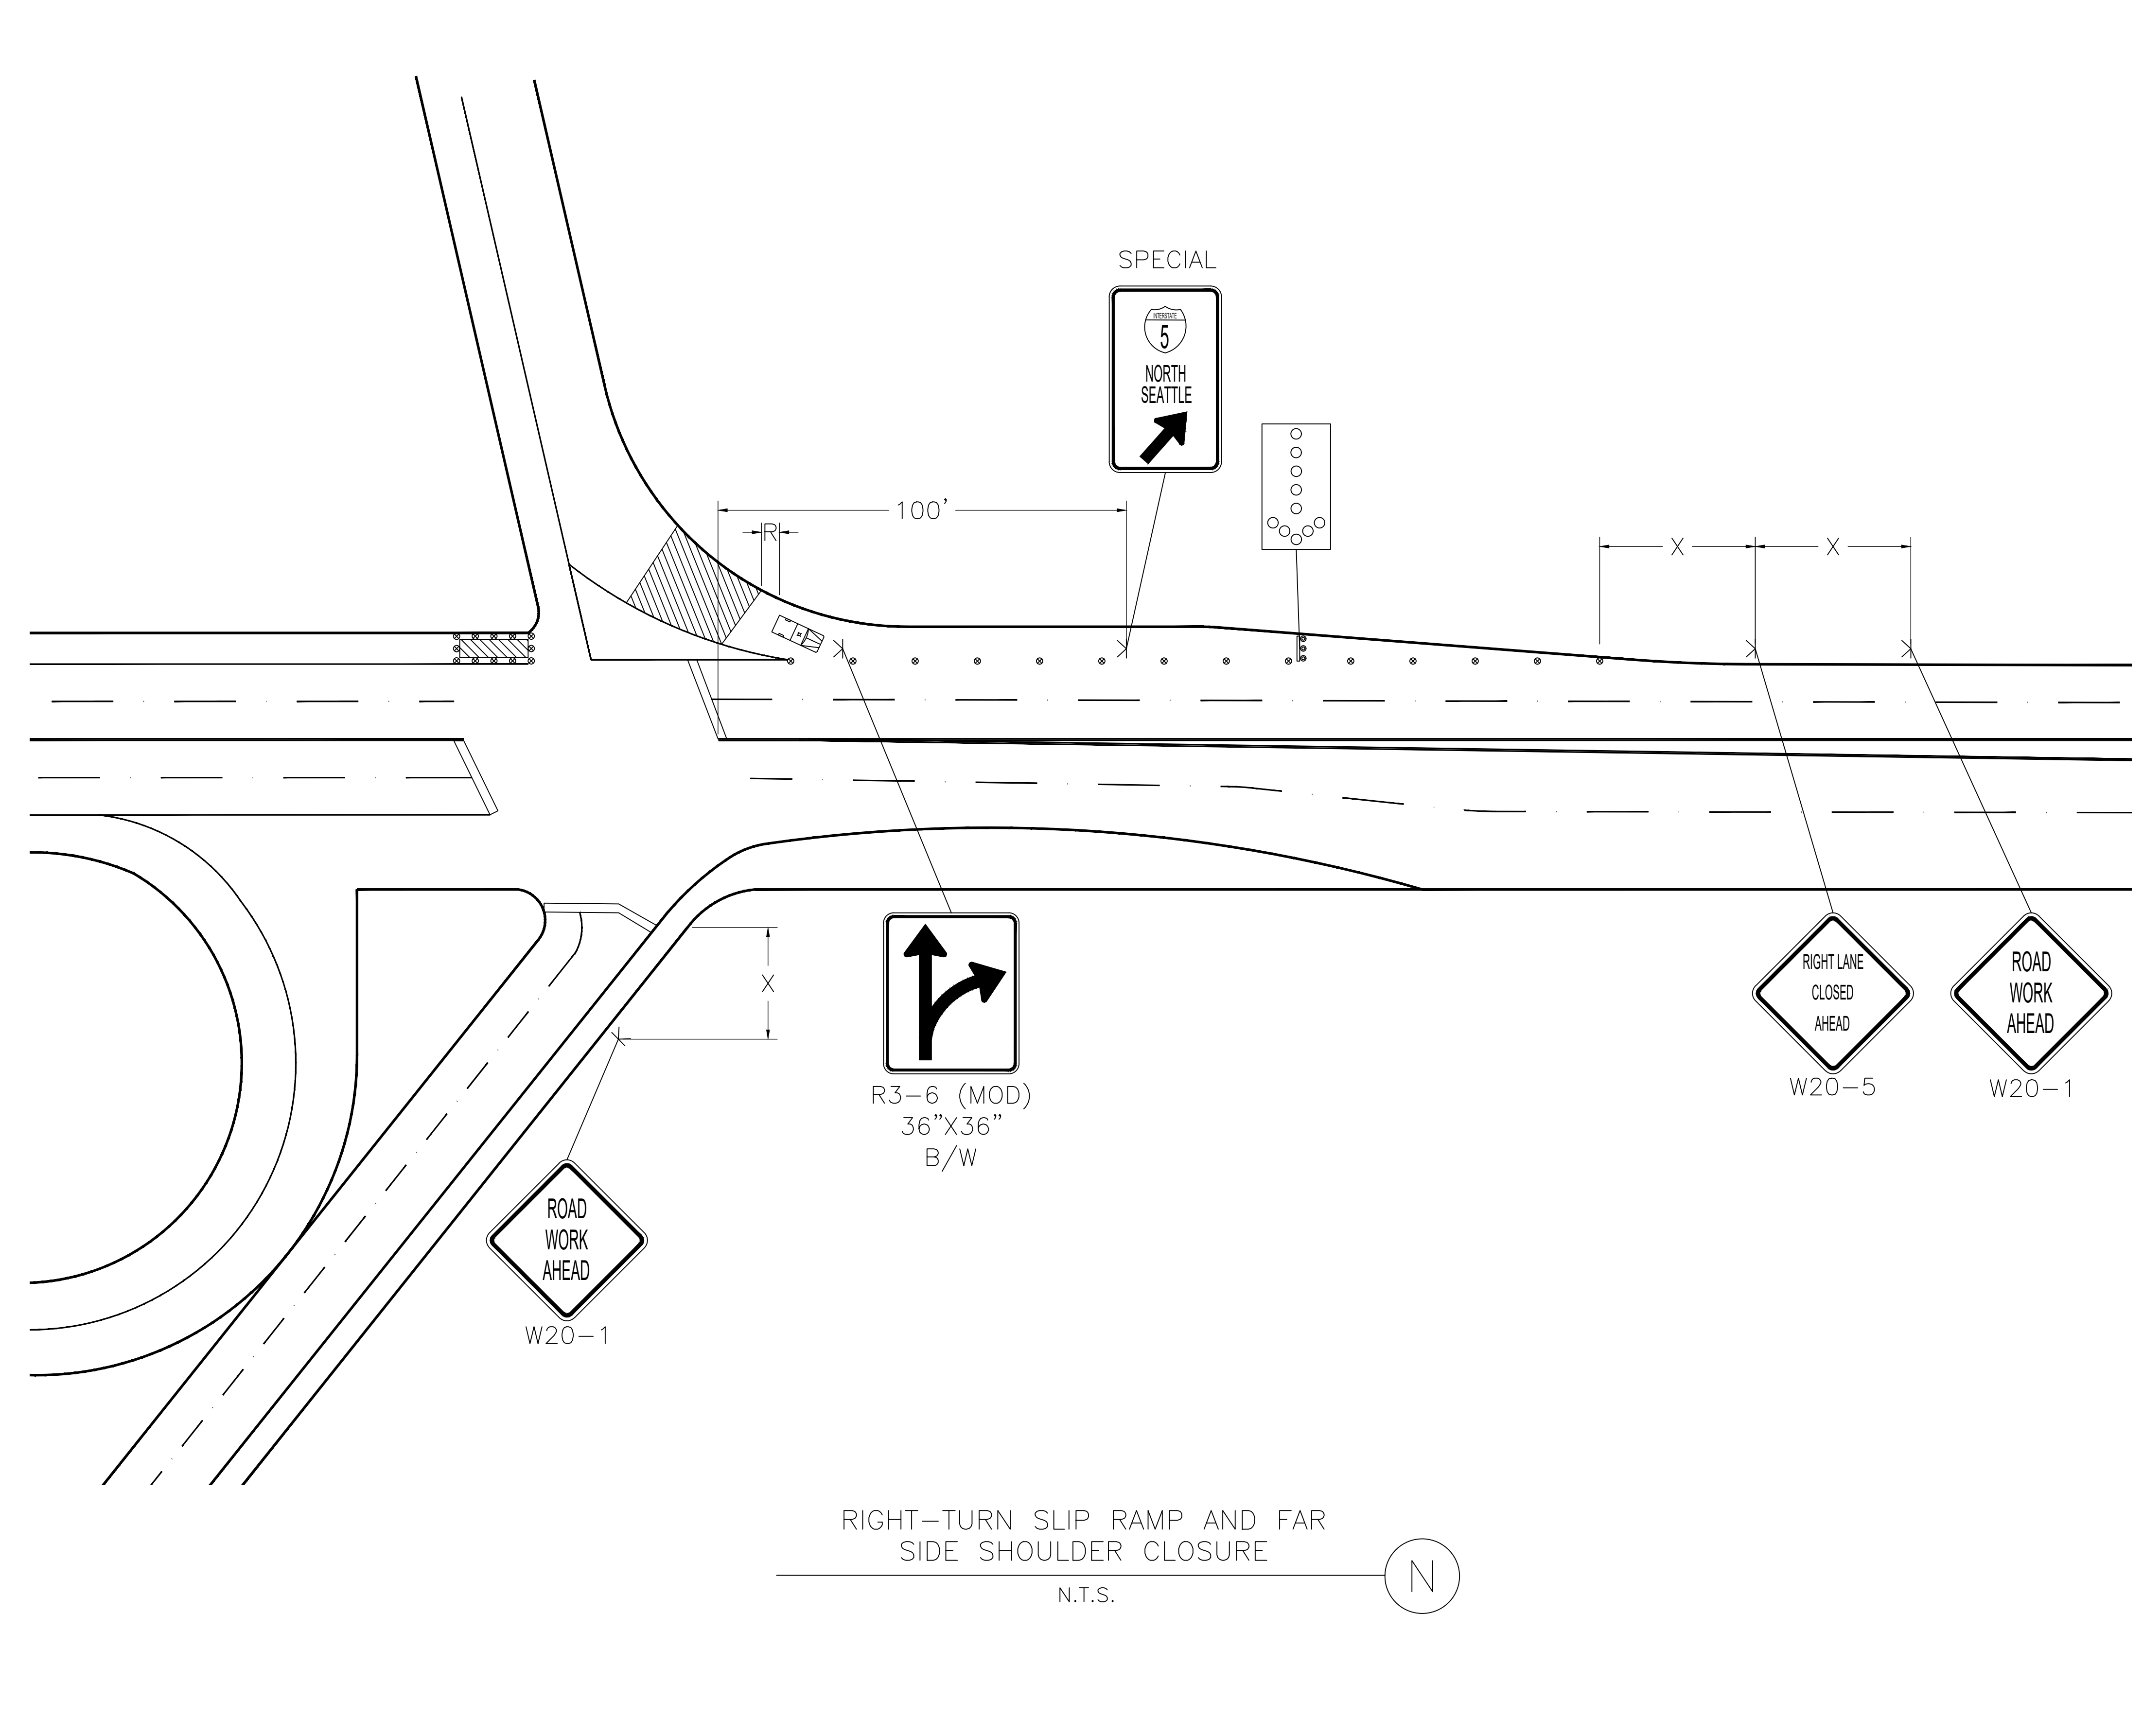 SPECIAL
INTERSTATE
5
NORTH
SEATTLE
100'
R
X
X
X
RIGHT LANE
CLOSED
AHEAD
W20-5
ROAD
WORK
AHEAD
W20-1
R3-6 (MOD)
36"X36"
B/W
ROAD
WORK
AHEAD
W20-1
RIGHT-TURN SLIP RAMP AND FAR
SIDE SHOULDER CLOSURE
N
N.T.S.